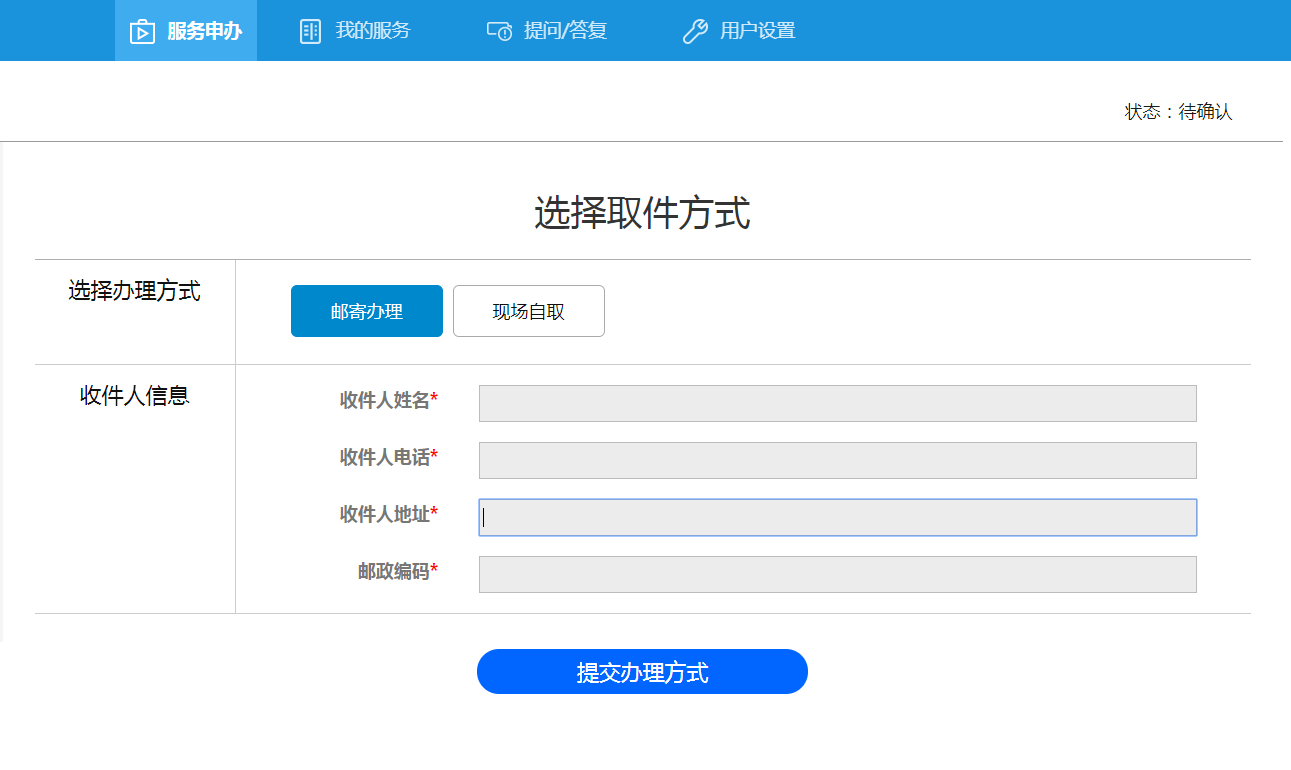 服务申办 我的服务 提问/答复 用户设置
状态：待确认
选择取件方式
选择办理方式
邮寄办理 现场自取
收件人信息
收件人姓名*
收件人电话*
收件人地址*
邮政编码*
提交办理方式